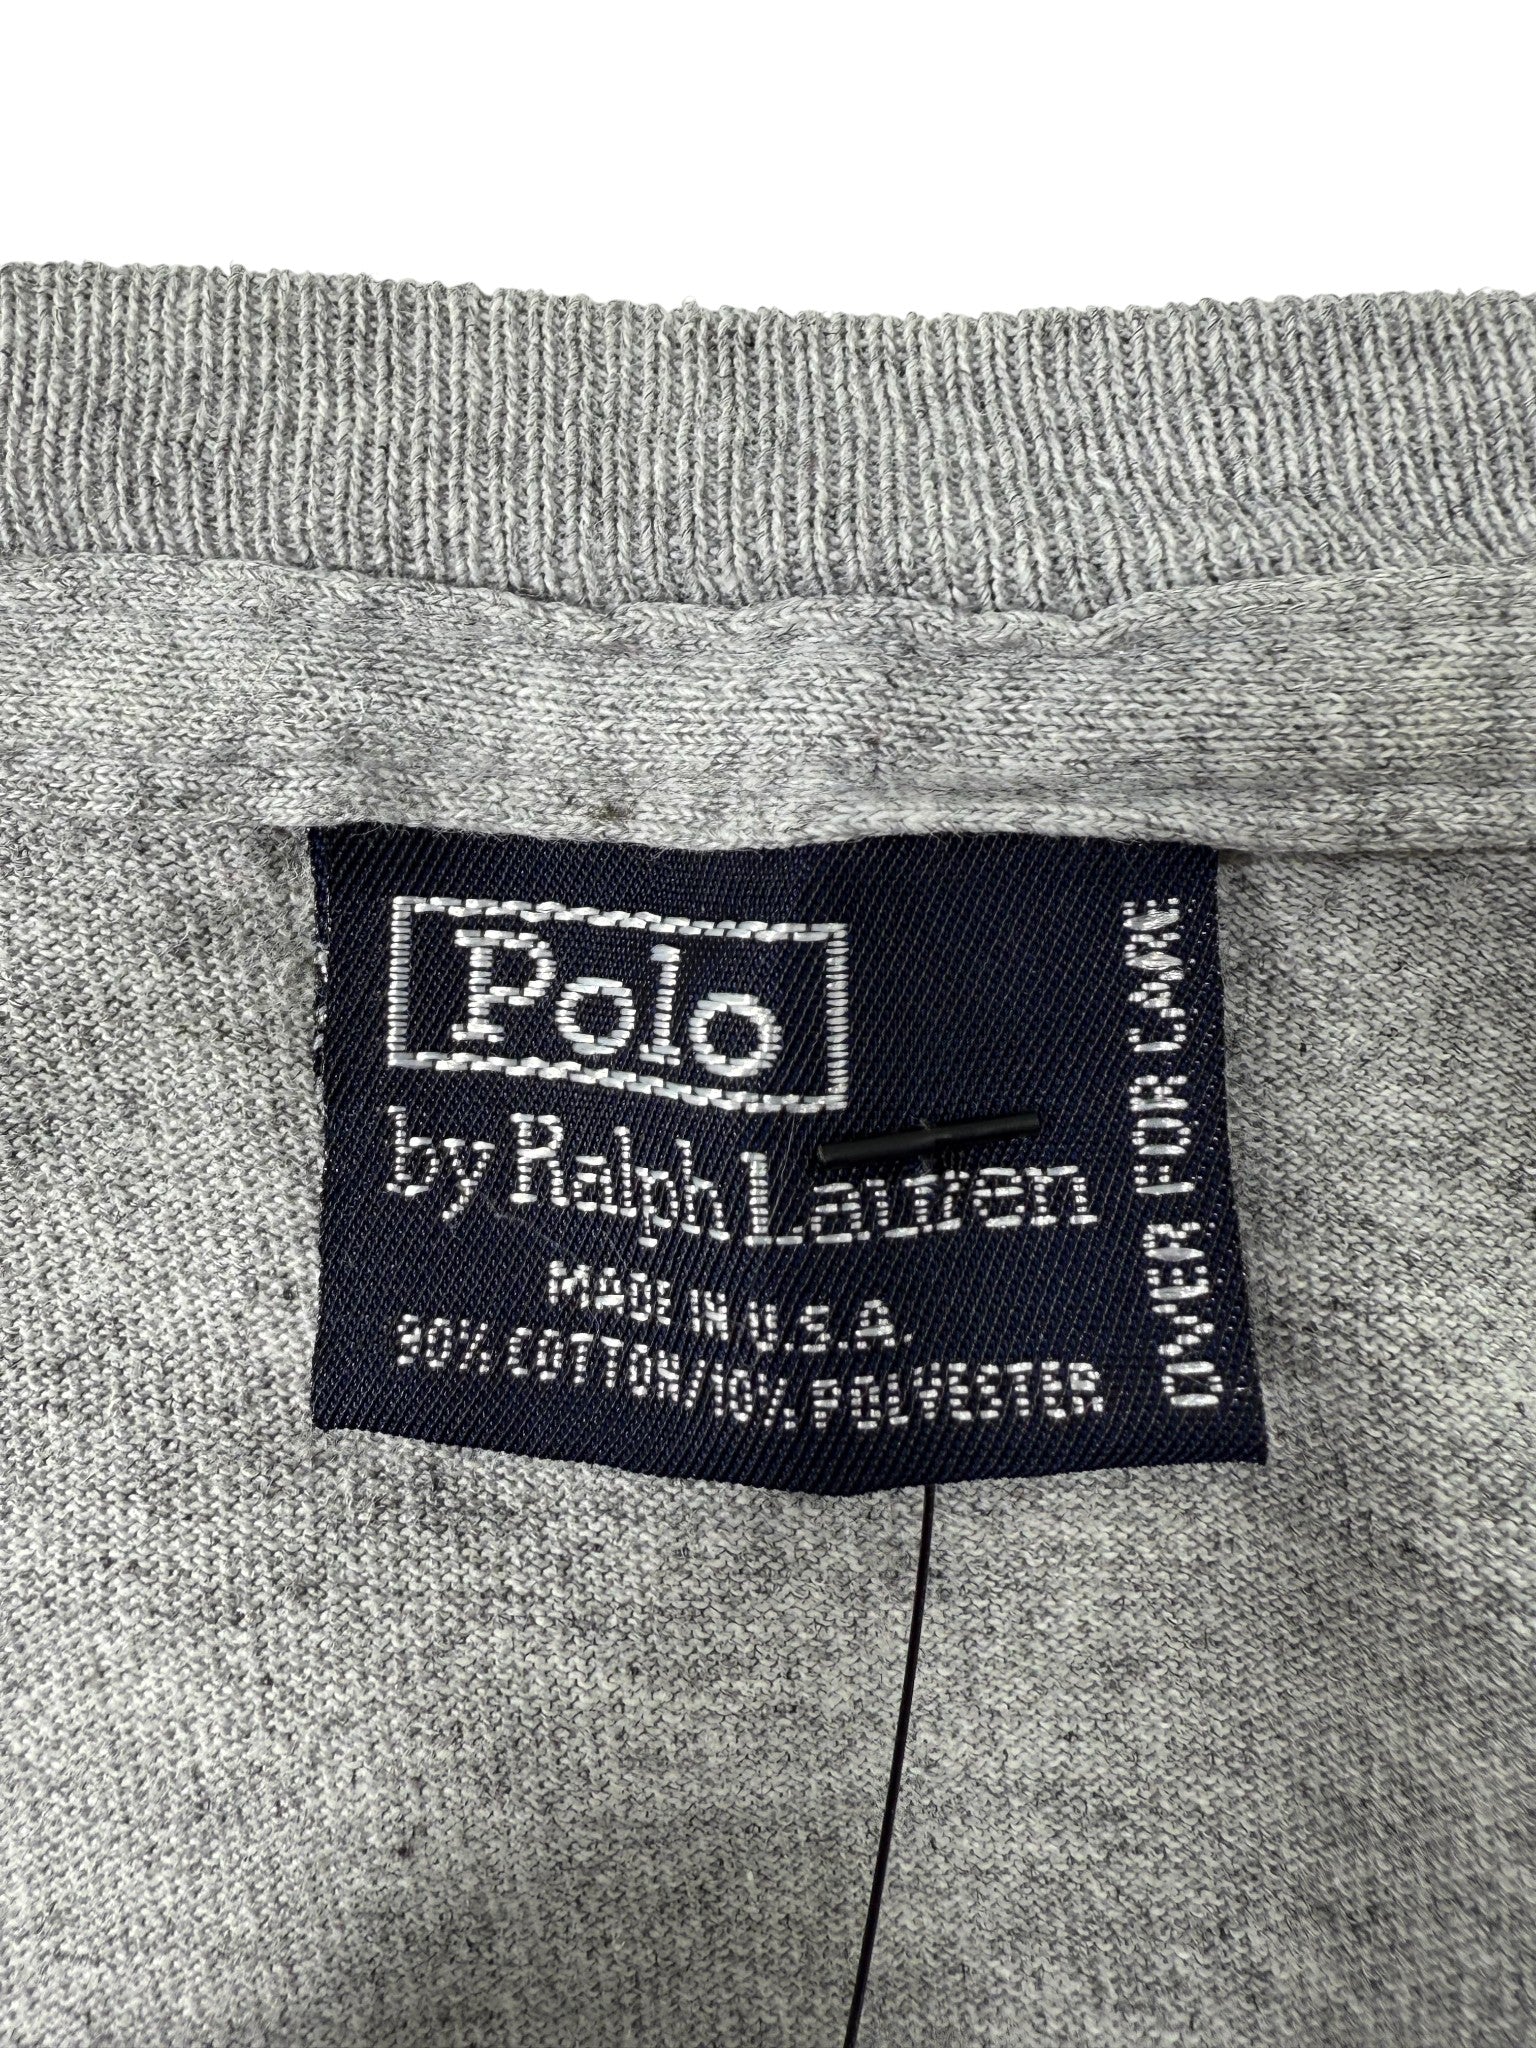 Polo
by Ralph Lauren
MADE IN U.S.A.
90% COTTON/10% POLYESTER
OVER FOR CARE